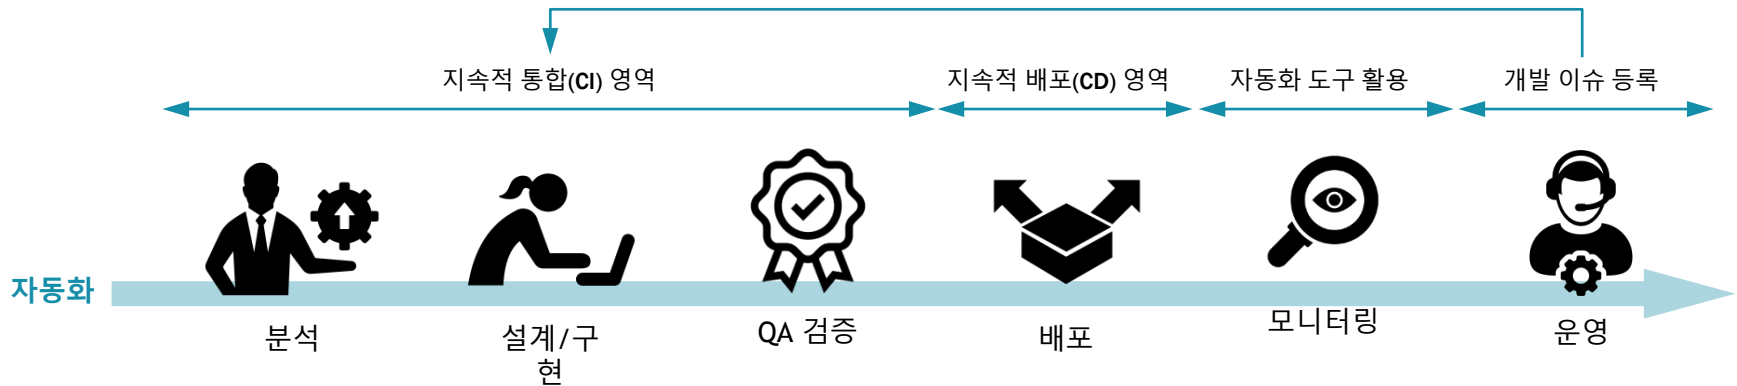 지속적 통합(CI) 영역
지속적 배포(CD) 영역
자동화 도구 활용
개발 이슈 등록
자동화
분석
설계/구
현
QA 검증
배포
모니터링
운영